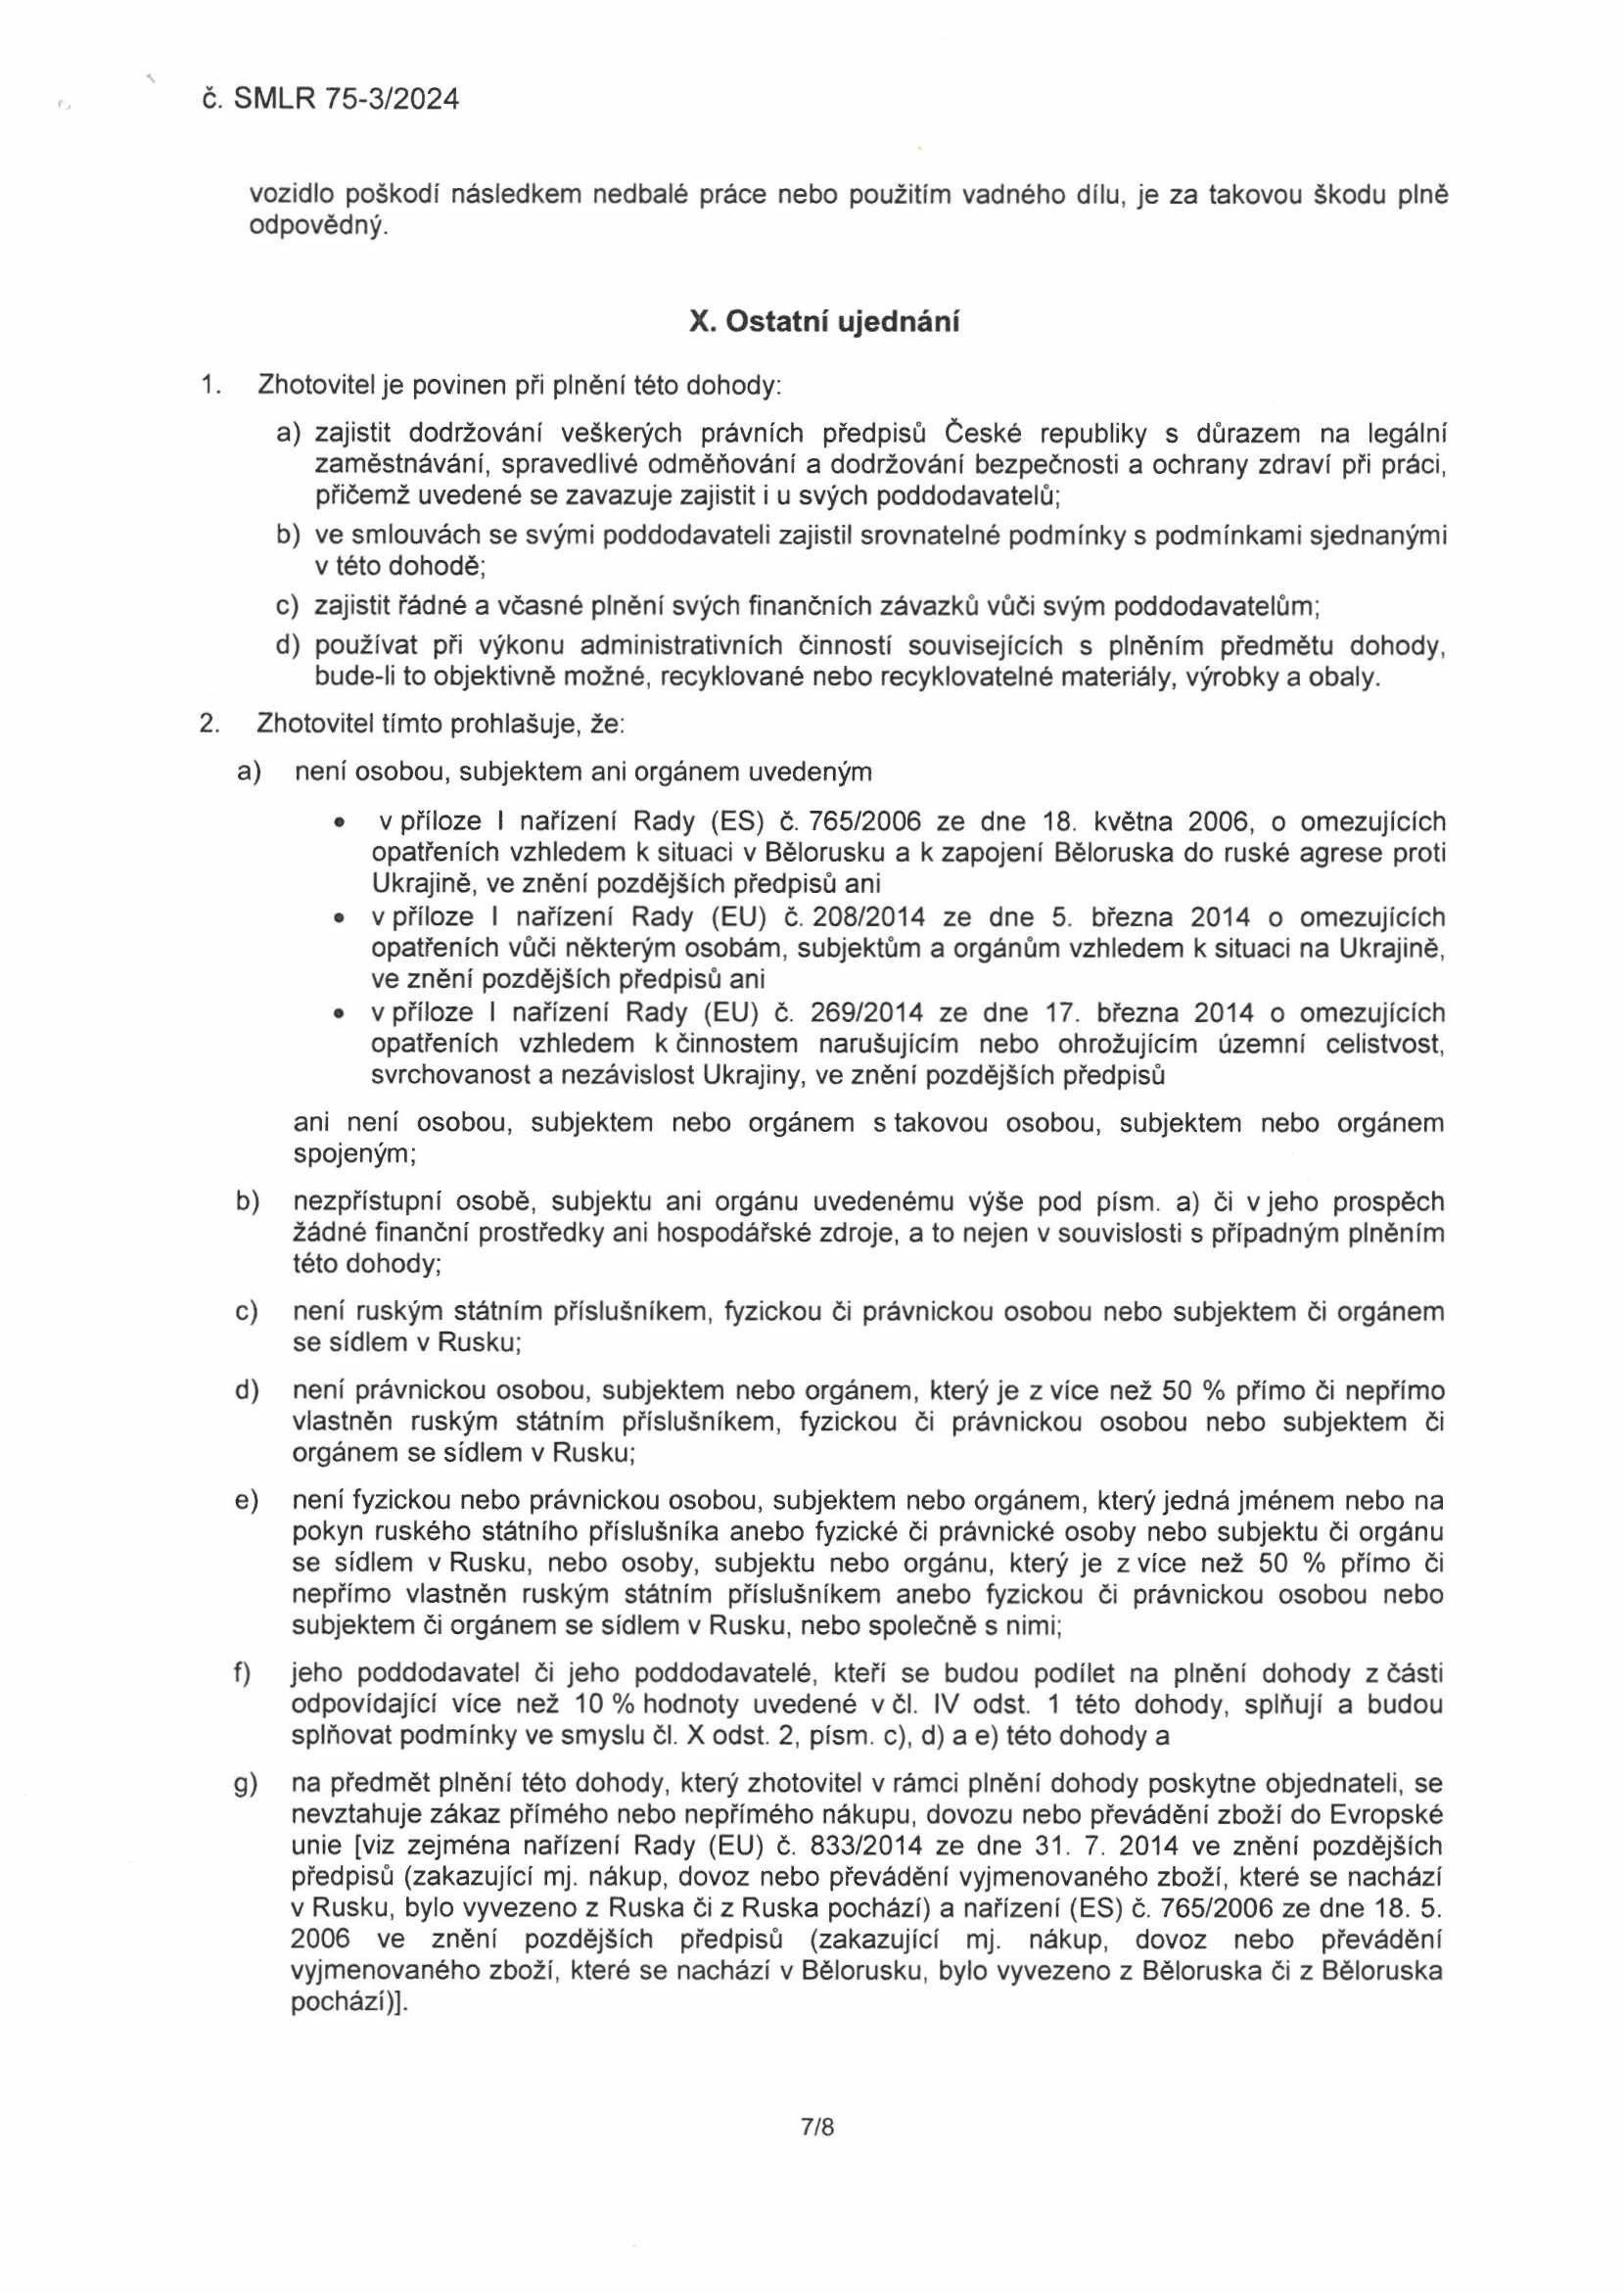 č. SMLR 75-3/2024
vozidlo poškodí následkem nedbalé práce nebo použitím vadného dílu, je za takovou škodu plně
odpovědný.
X. Ostatní ujednání
1. Zhotovitel je povinen při plnění této dohody:
a) zajistit dodržování veškerých právních předpisů České republiky s důrazem na legální
zaměstnávání, spravedlivé odměňování a dodržování bezpečnosti a ochrany zdraví při práci,
přičemž uvedené se zavazuje zajistit i u svých poddodavatelů;
b) ve smlouvách se svými poddodavateli zajistil srovnatelné podmínky s podmínkami sjednanými
v této dohodě;
c) zajistit řádné a včasné plnění svých finančních závazků vůči svým poddodavatelům;
d) používat při výkonu administrativních činností souvisejících s plněním předmětu dohody,
bude-li to objektivně možné, recyklované nebo recyklovatelné materiály, výrobky a obaly.
2. Zhotovitel tímto prohlašuje, že:
a) není osobou, subjektem ani orgánem uvedeným
• v příloze I nařízení Rady (ES) č. 765/2006 ze dne 18. května 2006, o omezujících
opatřeních vzhledem k situaci v Bělorusku a k zapojení Běloruska do ruské agrese proti
Ukrajině, ve znění pozdějších předpisů ani
• v příloze I nařízení Rady (EU) č. 208/2014 ze dne 5. března 2014 o omezujících
opatřeních vůči některým osobám, subjektům a orgánům vzhledem k situaci na Ukrajině,
ve znění pozdějších předpisů ani
• v příloze I nařízení Rady (EU) č. 269/2014 ze dne 17. března 2014 o omezujících
opatřeních vzhledem k činnostem narušujícím nebo ohrožujícím územní celistvost,
svrchovanost a nezávislost Ukrajiny, ve znění pozdějších předpisů
ani není osobou, subjektem nebo orgánem s takovou osobou, subjektem nebo orgánem
spojeným;
b) nezpřístupní osobě, subjektu ani orgánu uvedenému výše pod písm. a) či v jeho prospěch
žádné finanční prostředky ani hospodářské zdroje, a to nejen v souvislosti s případným plněním
této dohody;
c) není ruským státním příslušníkem, fyzickou či právnickou osobou nebo subjektem či orgánem
se sídlem v Rusku;
d) není právnickou osobou, subjektem nebo orgánem, který je z více než 50 % přímo či nepřímo
vlastněn ruským státním příslušníkem, fyzickou či právnickou osobou nebo subjektem či
orgánem se sídlem v Rusku;
e) není fyzickou nebo právnickou osobou, subjektem nebo orgánem, který jedná jménem nebo na
pokyn ruského státního příslušníka anebo fyzické či právnické osoby nebo subjektu či orgánu
se sídlem v Rusku, nebo osoby, subjektu nebo orgánu, který je z více než 50 % přímo či
nepřímo vlastněn ruským státním příslušníkem anebo fyzickou či právnickou osobou nebo
subjektem či orgánem se sídlem v Rusku, nebo společně s nimi;
f) jeho poddodavatel či jeho poddodavatelé, kteří se budou podílet na plnění dohody z části
odpovídající více než 10 % hodnoty uvedené v čl. IV odst. 1 této dohody, splňují a budou
splňovat podmínky ve smyslu čl. X odst. 2, písm. c), d) a e) této dohody a
g) na předmět plnění této dohody, který zhotovitel v rámci plnění dohody poskytne objednateli, se
nevztahuje zákaz přímého nebo nepřímého nákupu, dovozu nebo převádění zboží do Evropské
unie [viz zejména nařízení Rady (EU) č. 833/2014 ze dne 31. 7. 2014 ve znění pozdějších
předpisů (zakazující mj. nákup, dovoz nebo převádění vyjmenovaného zboží, které se nachází
v Rusku, bylo vyvezeno z Ruska či z Ruska pochází) a nařízení (ES) č. 765/2006 ze dne 18. 5.
2006 ve znění pozdějších předpisů (zakazující mj. nákup, dovoz nebo převádění
vyjmenovaného zboží, které se nachází v Bělorusku, bylo vyvezeno z Běloruska či z Běloruska
pochází)].
7/8